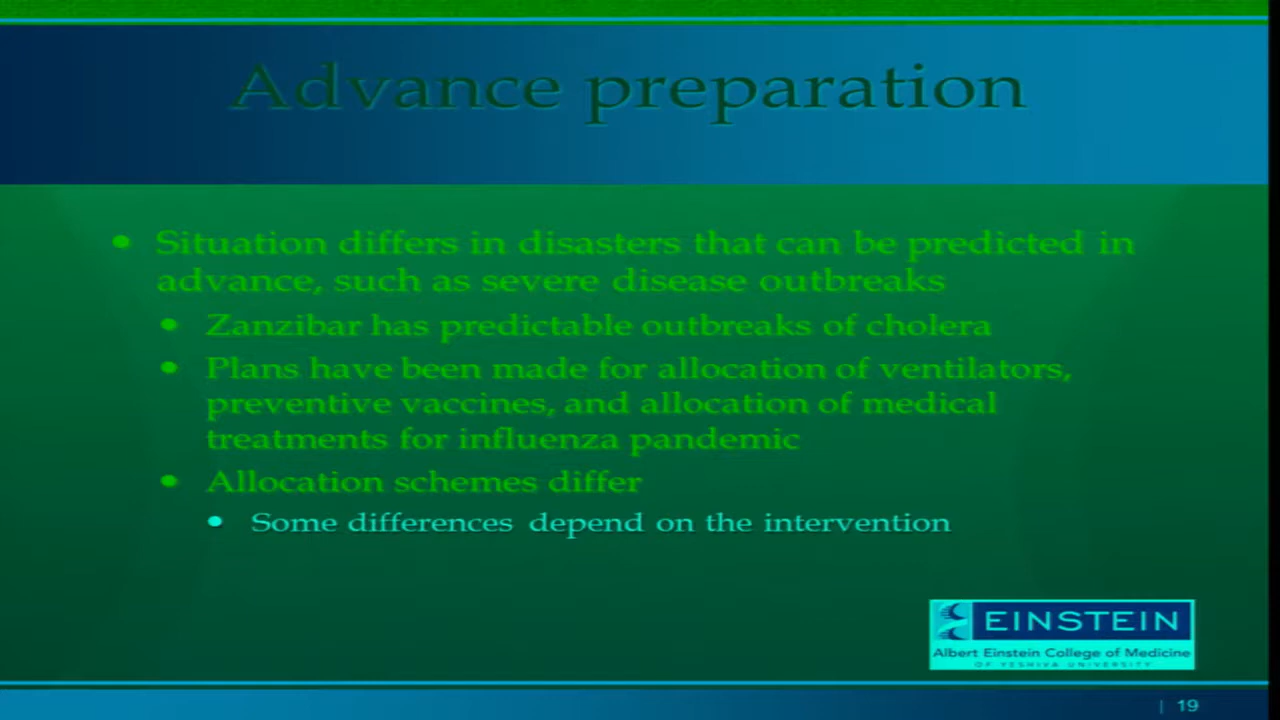 Advance preparation
• Situation differs in disasters that can be predicted in
advance, such as severe disease outbreaks
• Zanzibar has predictable outbreaks of cholera
• Plans have been made for allocation of ventilators,
preventive vaccines, and allocation of medical
treatments for influenza pandemic
• Allocation schemes differ
• Some differences depend on the intervention
EINSTEIN
Albert Einstein College of Medicine
OF YESHIVA UNIVERSITY
| 19